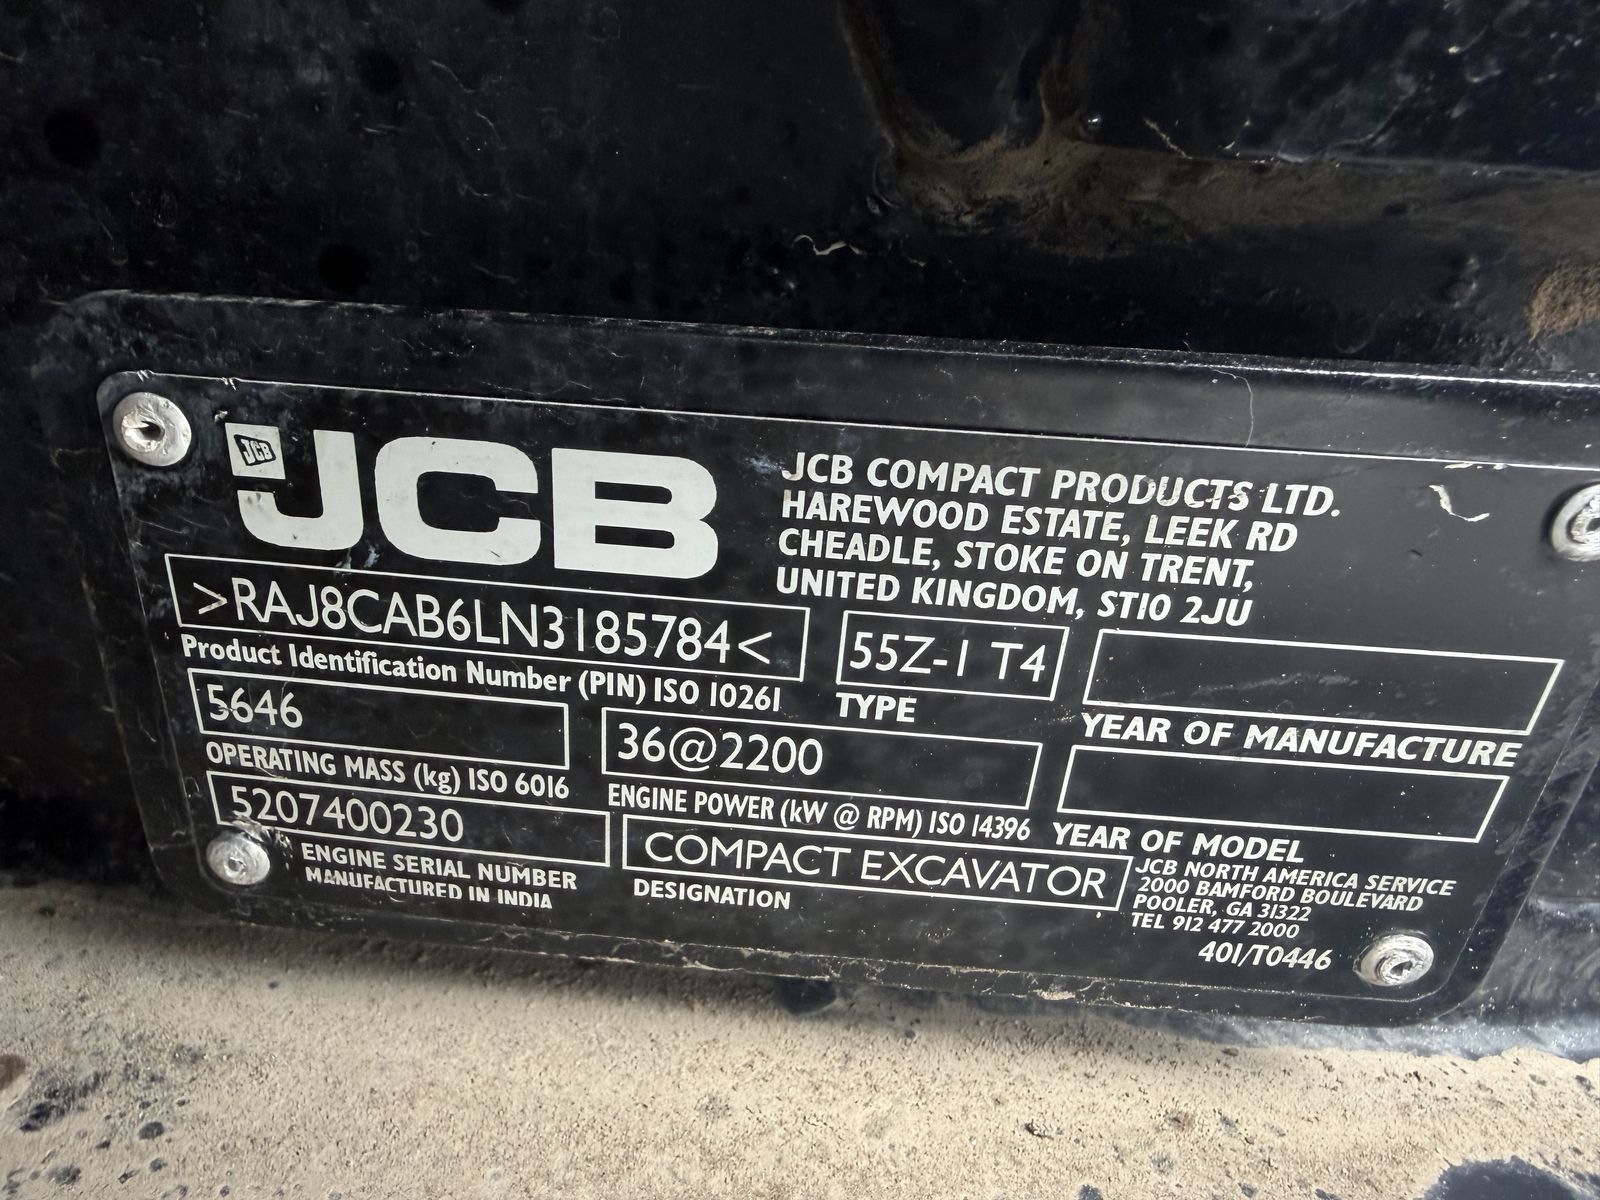 JCB
JCB
JCB COMPACT PRODUCTS LTD.
HAREWOOD ESTATE, LEEK RD
CHEADLE, STOKE ON TRENT,
UNITED KINGDOM, ST10 2JU
>RAJ8CAB6LN3185784<
Product Identification Number (PIN) ISO 10261
55Z-1 T4
TYPE
YEAR OF MANUFACTURE
5646
OPERATING MASS (kg) ISO 6016
36@2200
ENGINE POWER (kW @ RPM) ISO 14396
YEAR OF MODEL
5207400230
ENGINE SERIAL NUMBER
MANUFACTURED IN INDIA
COMPACT EXCAVATOR
DESIGNATION
JCB NORTH AMERICA SERVICE
2000 BAMFORD BOULEVARD
POOLER, GA 31322
TEL 912 477 2000
401/T0446